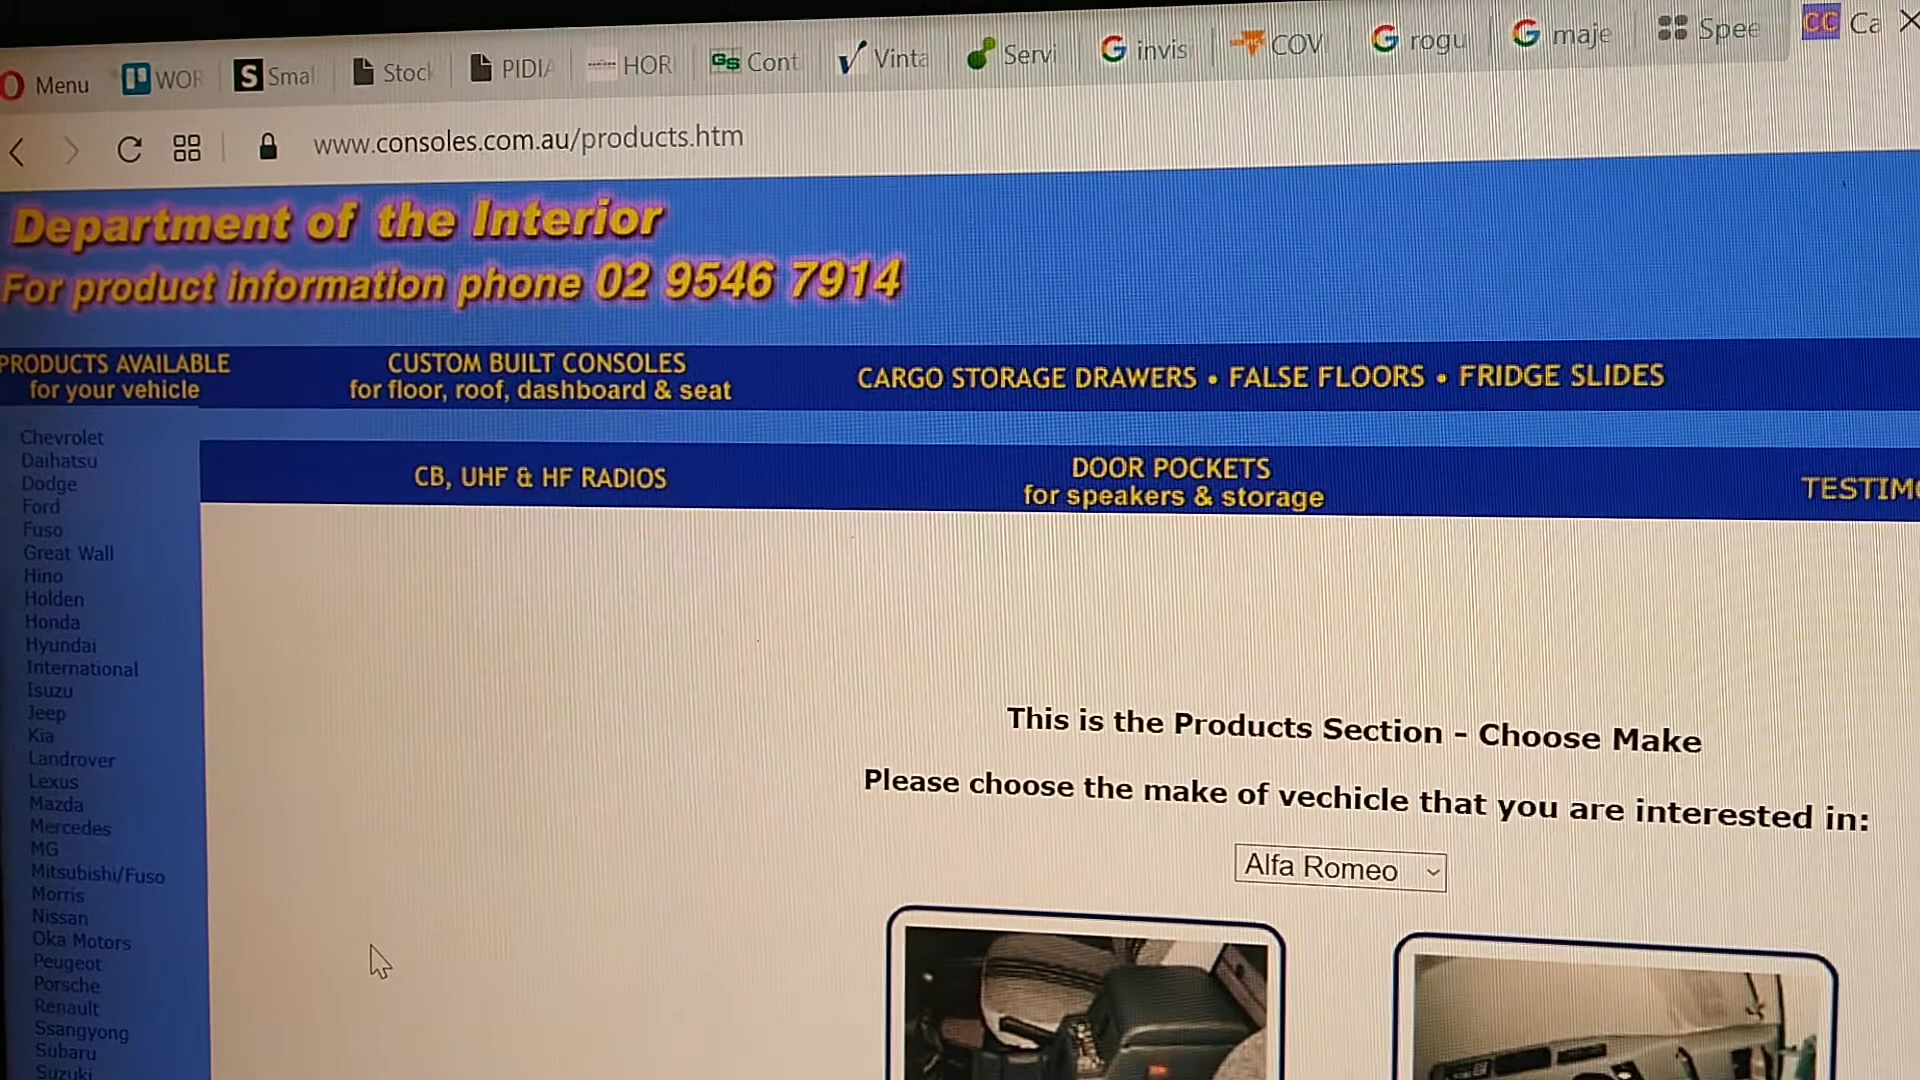 Menu
WOR
Smal
Stock
PIDIA
HOR
Cont
Vinta
Servi
invis
COV
rogu
maje
Spee
CC Ca
www.consoles.com.au/products.htm
Department of the Interior
For product information phone 02 9546 7914
PRODUCTS AVAILABLE
for your vehicle
CUSTOM BUILT CONSOLES
for floor, roof, dashboard & seat
CARGO STORAGE DRAWERS • FALSE FLOORS • FRIDGE SLIDES
CB, UHF & HF RADIOS
DOOR POCKETS
for speakers & storage
TESTIMO
Chevrolet
Daihatsu
Dodge
Ford
Fuso
Great Wall
Hino
Holden
Honda
Hyundai
International
Isuzu
Jeep
Kia
Landrover
Lexus
Mazda
Mercedes
MG
Mitsubishi/Fuso
Morris
Nissan
Oka Motors
Peugeot
Porsche
Renault
Ssangyong
Subaru
Suzuki
This is the Products Section - Choose Make
Please choose the make of vechicle that you are interested in:
Alfa Romeo